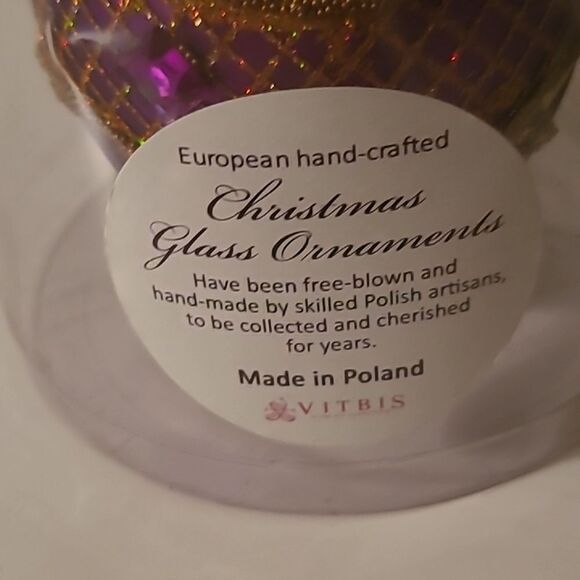 European hand-crafted
Christmas
Glass Ornaments
Have been free-blown and
hand-made by skilled Polish artisans,
to be collected and cherished
for years.
Made in Poland
VITBIS